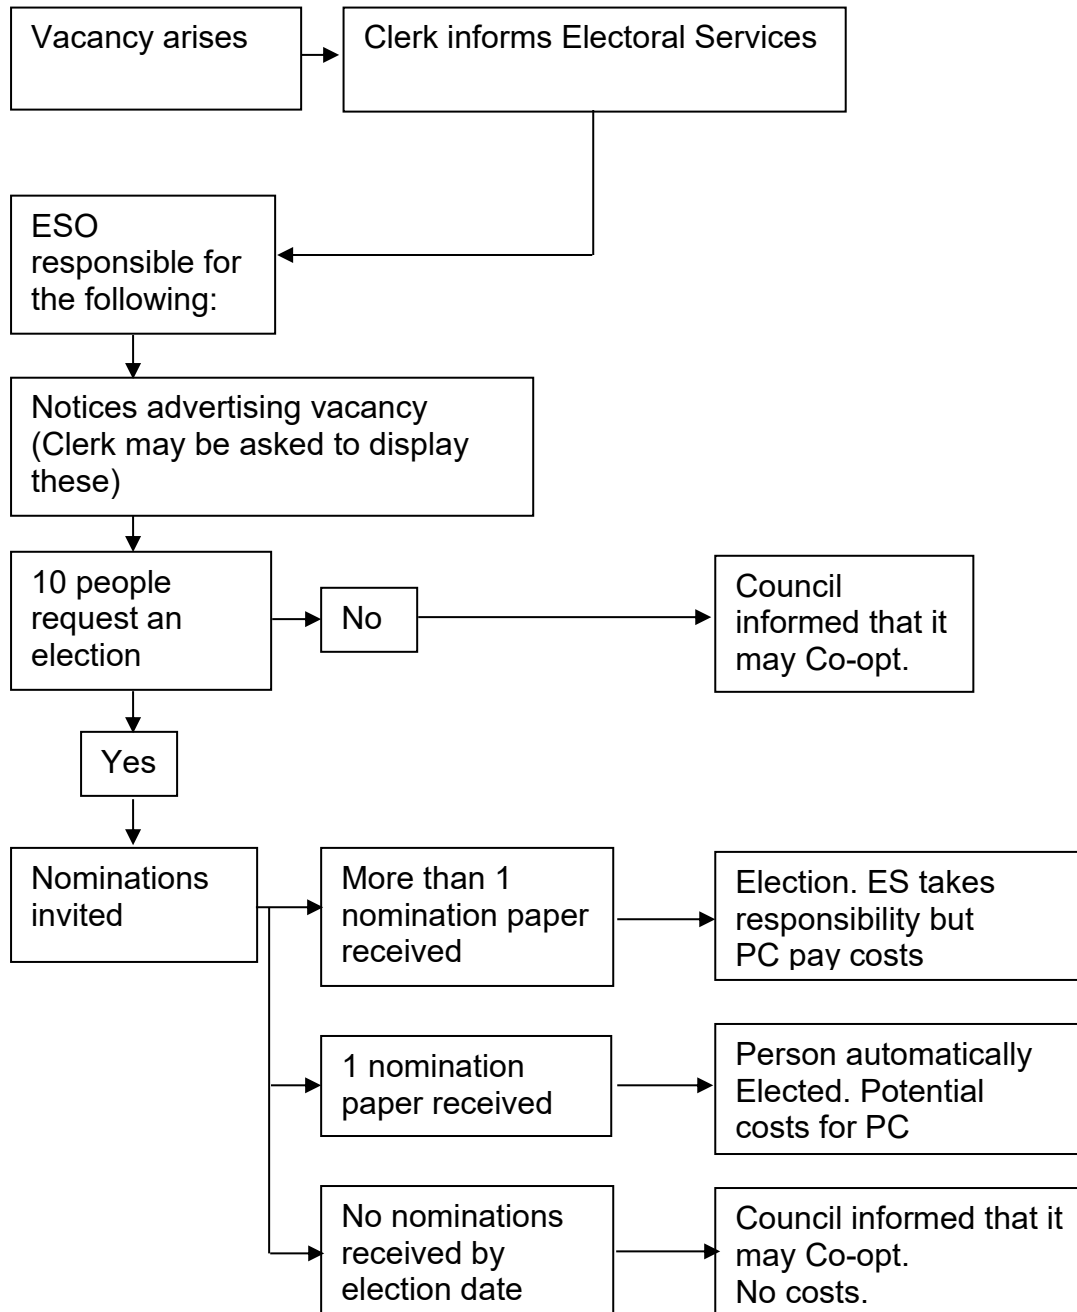 Vacancy arises
Clerk informs Electoral Services
ESO
responsible for
the following:
Notices advertising vacancy
(Clerk may be asked to display
these)
10 people
request an
election
No
Council
informed that it
may Co-opt.
Yes
Nominations
invited
More than 1
nomination paper
received
Election. ES takes
responsibility but
PC pay costs
1 nomination
paper received
Person automatically
Elected. Potential
costs for PC
No nominations
received by
election date
Council informed that it
may Co-opt.
No costs.